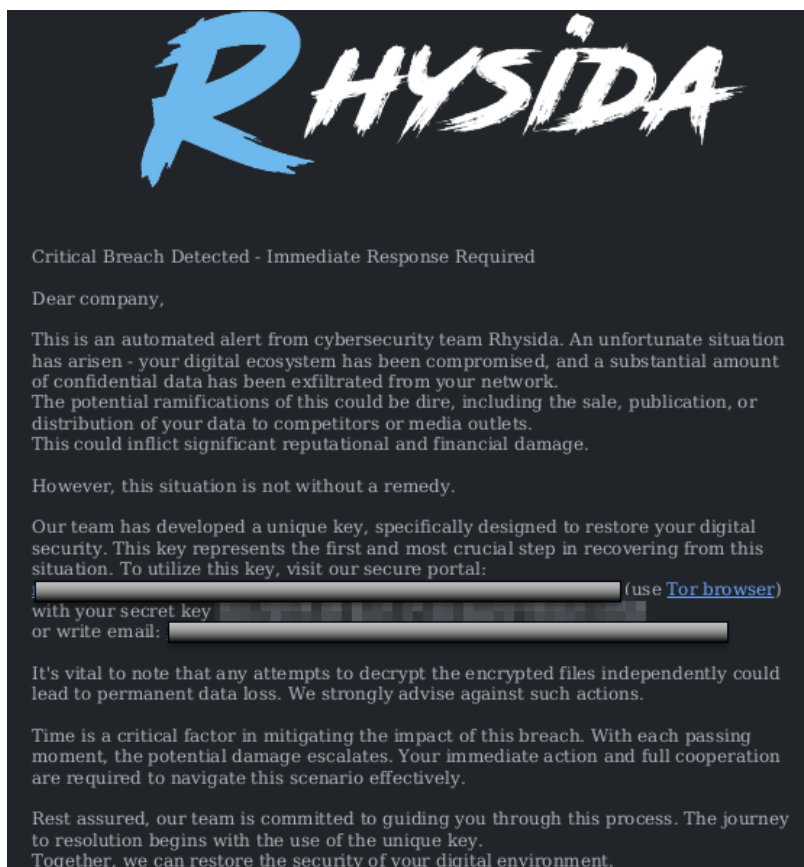 RHYSIDA
Critical Breach Detected - Immediate Response Required
Dear company,
This is an automated alert from cybersecurity team Rhysida. An unfortunate situation
has arisen - your digital ecosystem has been compromised, and a substantial amount
of confidential data has been exfiltrated from your network.
The potential ramifications of this could be dire, including the sale, publication, or
distribution of your data to competitors or media outlets.
This could inflict significant reputational and financial damage.
However, this situation is not without a remedy.
Our team has developed a unique key, specifically designed to restore your digital
security. This key represents the first and most crucial step in recovering from this
situation. To utilize this key, visit our secure portal:
(use Tor browser)
with your secret key
or write email:
It's vital to note that any attempts to decrypt the encrypted files independently could
lead to permanent data loss. We strongly advise against such actions.
Time is a critical factor in mitigating the impact of this breach. With each passing
moment, the potential damage escalates. Your immediate action and full cooperation
are required to navigate this scenario effectively.
Rest assured, our team is committed to guiding you through this process. The journey
to resolution begins with the use of the unique key.
Together, we can restore the security of your digital environment.